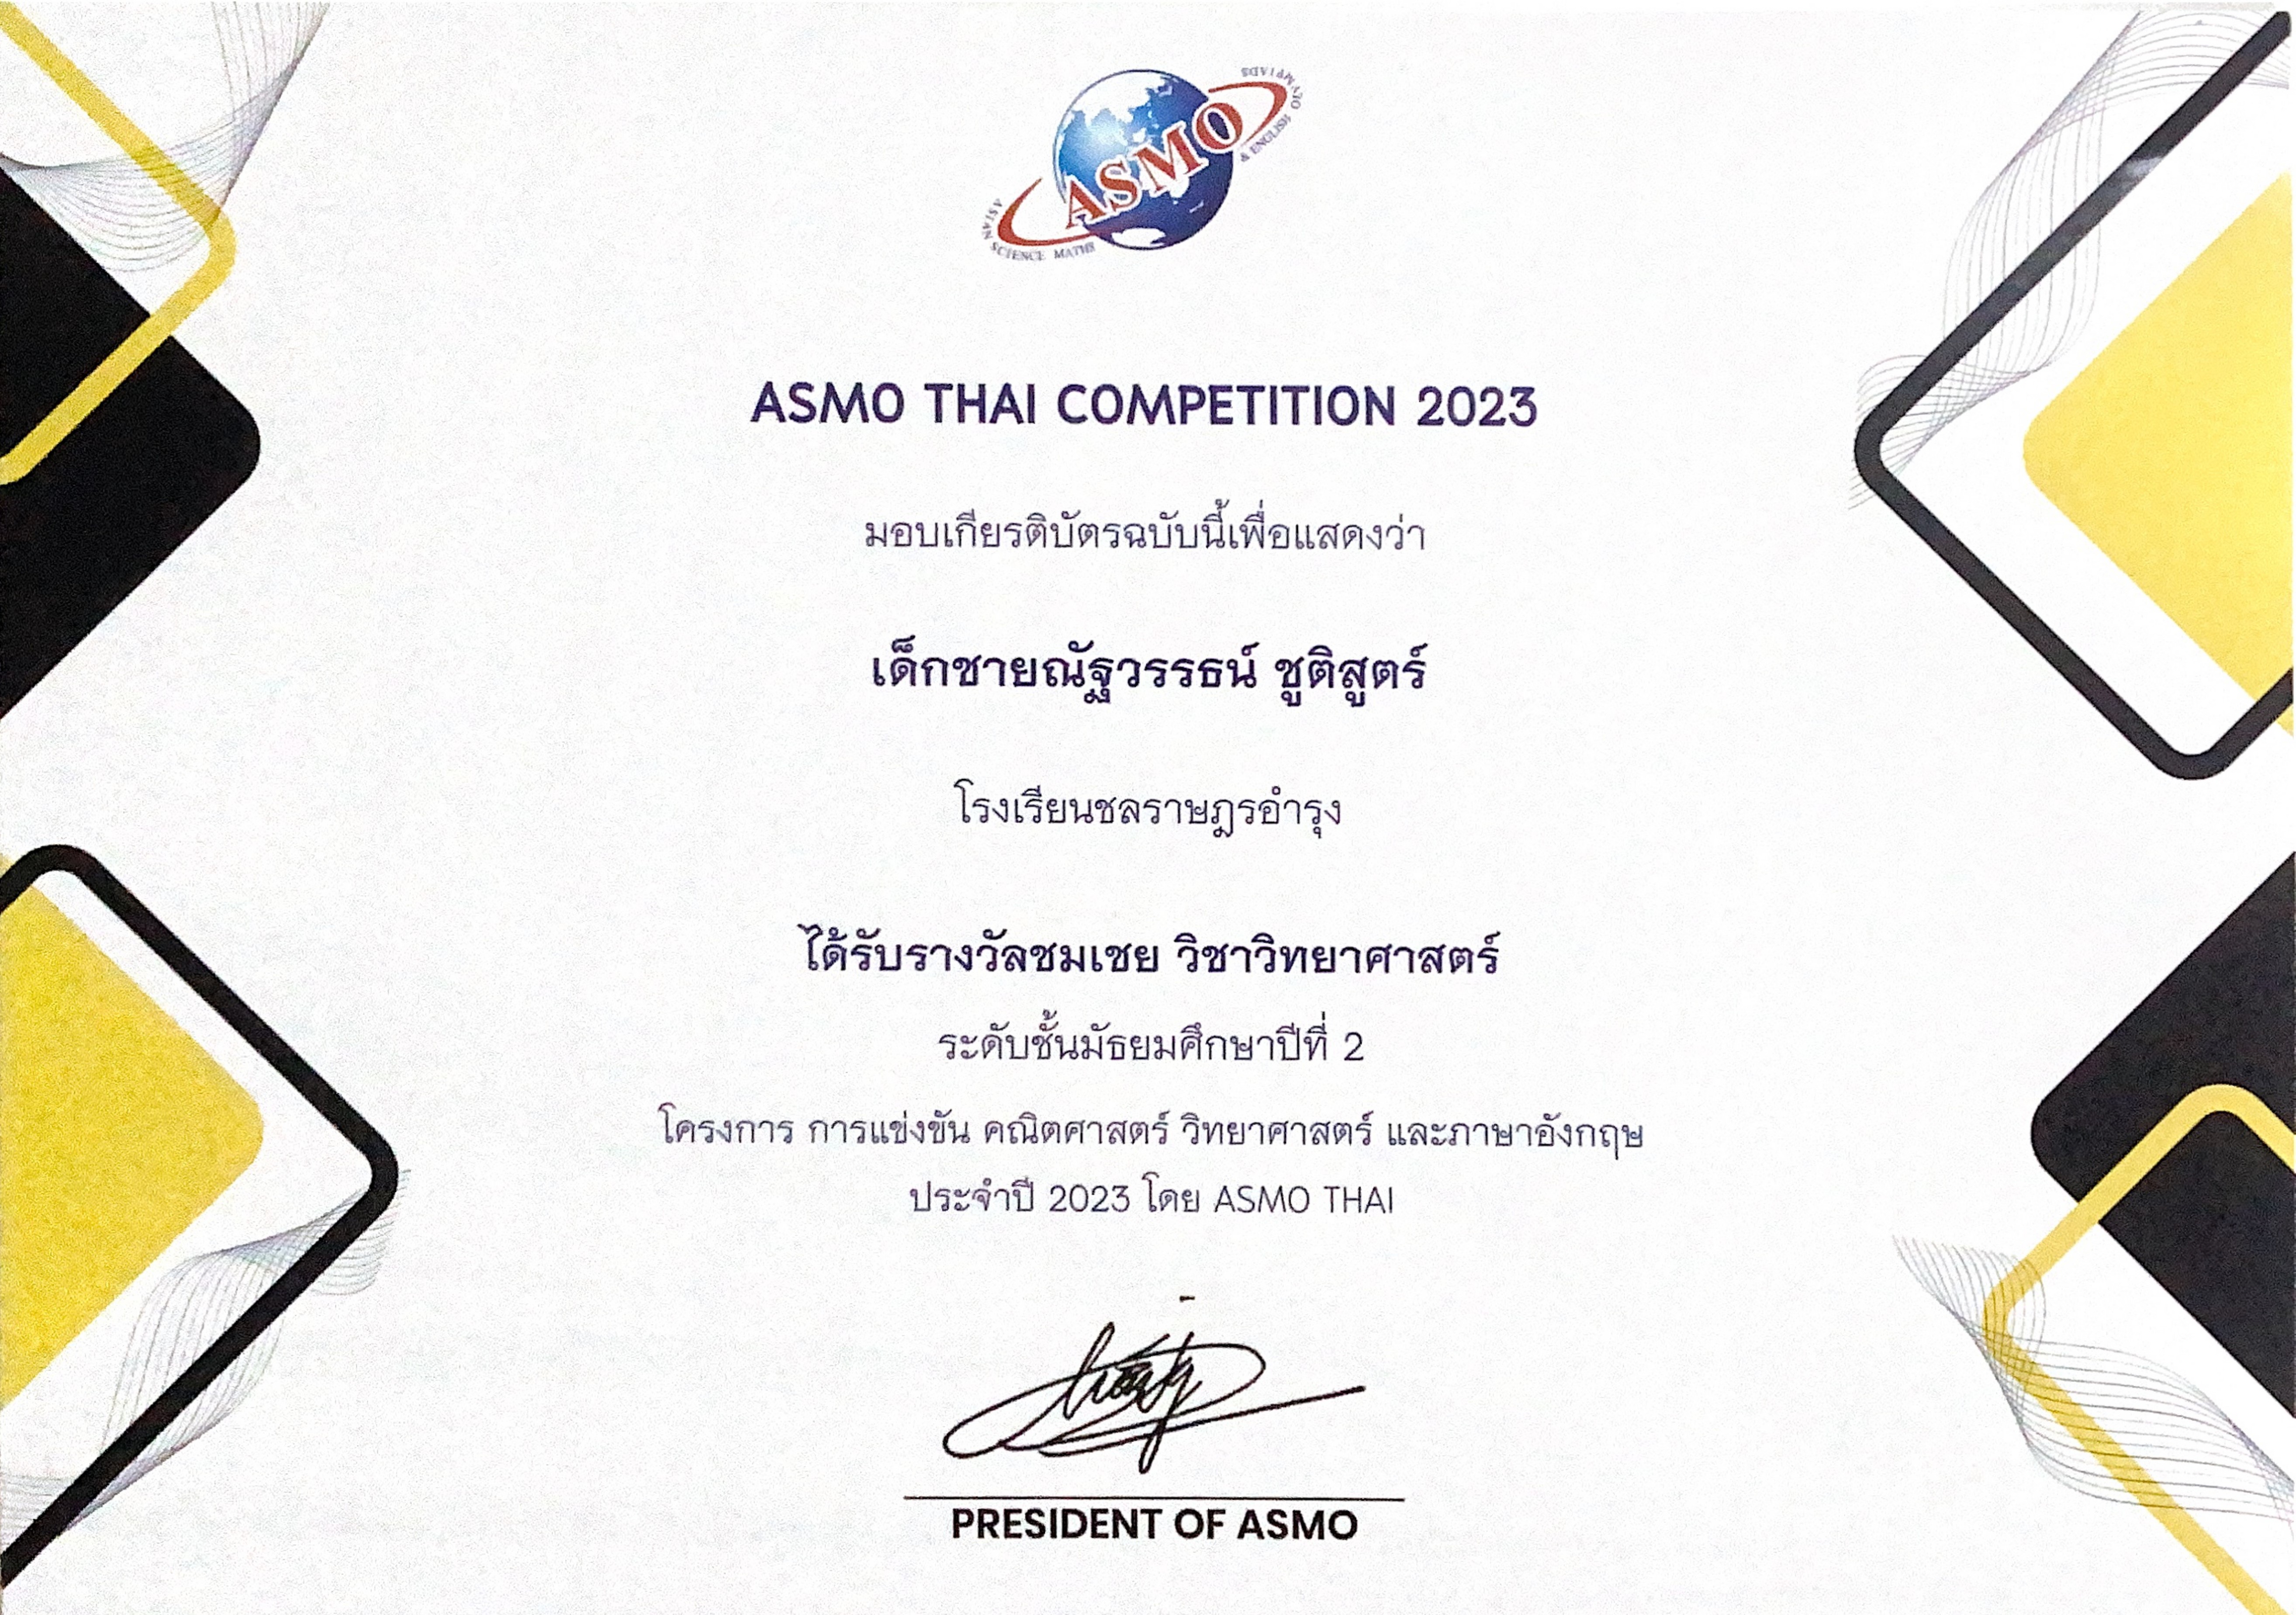 ASMO
ASIAN SCIENCE MATHS & ENGLISH OLYMPIADS
ASMO THAI COMPETITION 2023
มอบเกียรติบัตรฉบับนี้เพื่อแสดงว่า
เด็กชายณัฐวรรรธน์ ชูติสูตร์
โรงเรียนชลราษฎรอำรุง
ได้รับรางวัลชมเชย วิชาวิทยาศาสตร์
ระดับชั้นมัธยมศึกษาปีที่ 2
โครงการ การแข่งขัน คณิตศาสตร์ วิทยาศาสตร์ และภาษาอังกฤษ
ประจำปี 2023 โดย ASMO THAI
PRESIDENT OF ASMO